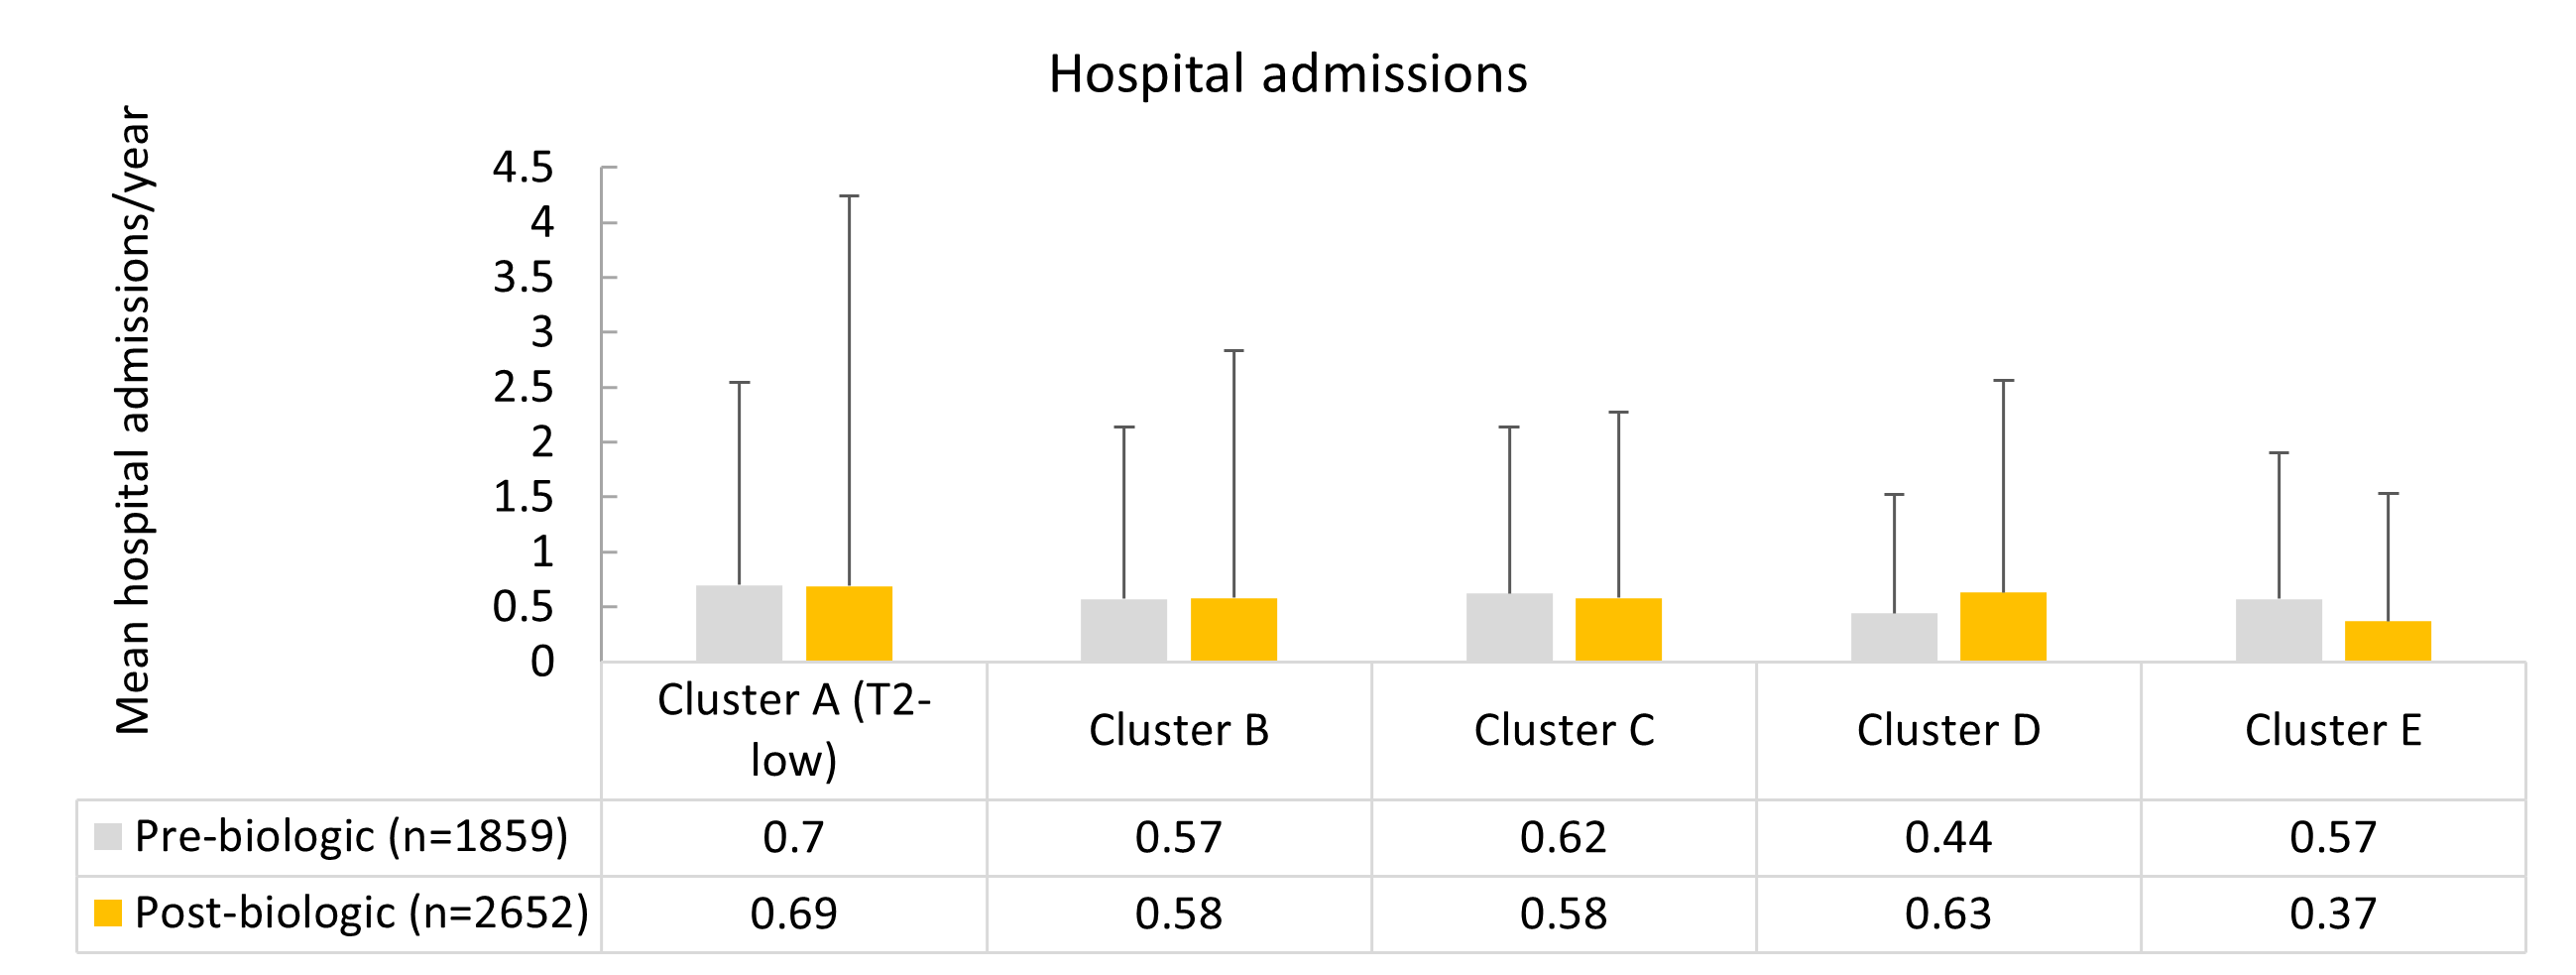 Hospital admissions
Mean hospital admissions/year
4.5
4
3.5
3
2.5
2
1.5
1
0.5
0
Cluster A (T2-
low)
Cluster B
Cluster C
Cluster D
Cluster E
Pre-biologic (n=1859) 0.7 0.57 0.62 0.44 0.57
Post-biologic (n=2652) 0.69 0.58 0.58 0.63 0.37